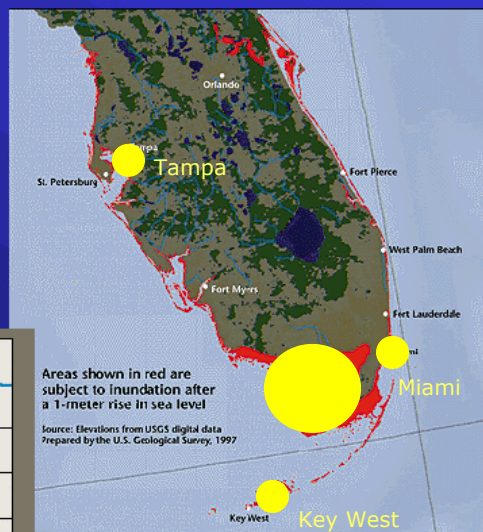 Orlando
Tampa
St. Petersburg
Fort Pierce
West Palm Beach
Fort Myers
Fort Lauderdale
Miami
Areas shown in red are
subject to inundation after
a 1-meter rise in sea level
Source: Elevations from USGS digital data
Prepared by the U.S. Geological Survey, 1997
Key West
Key West